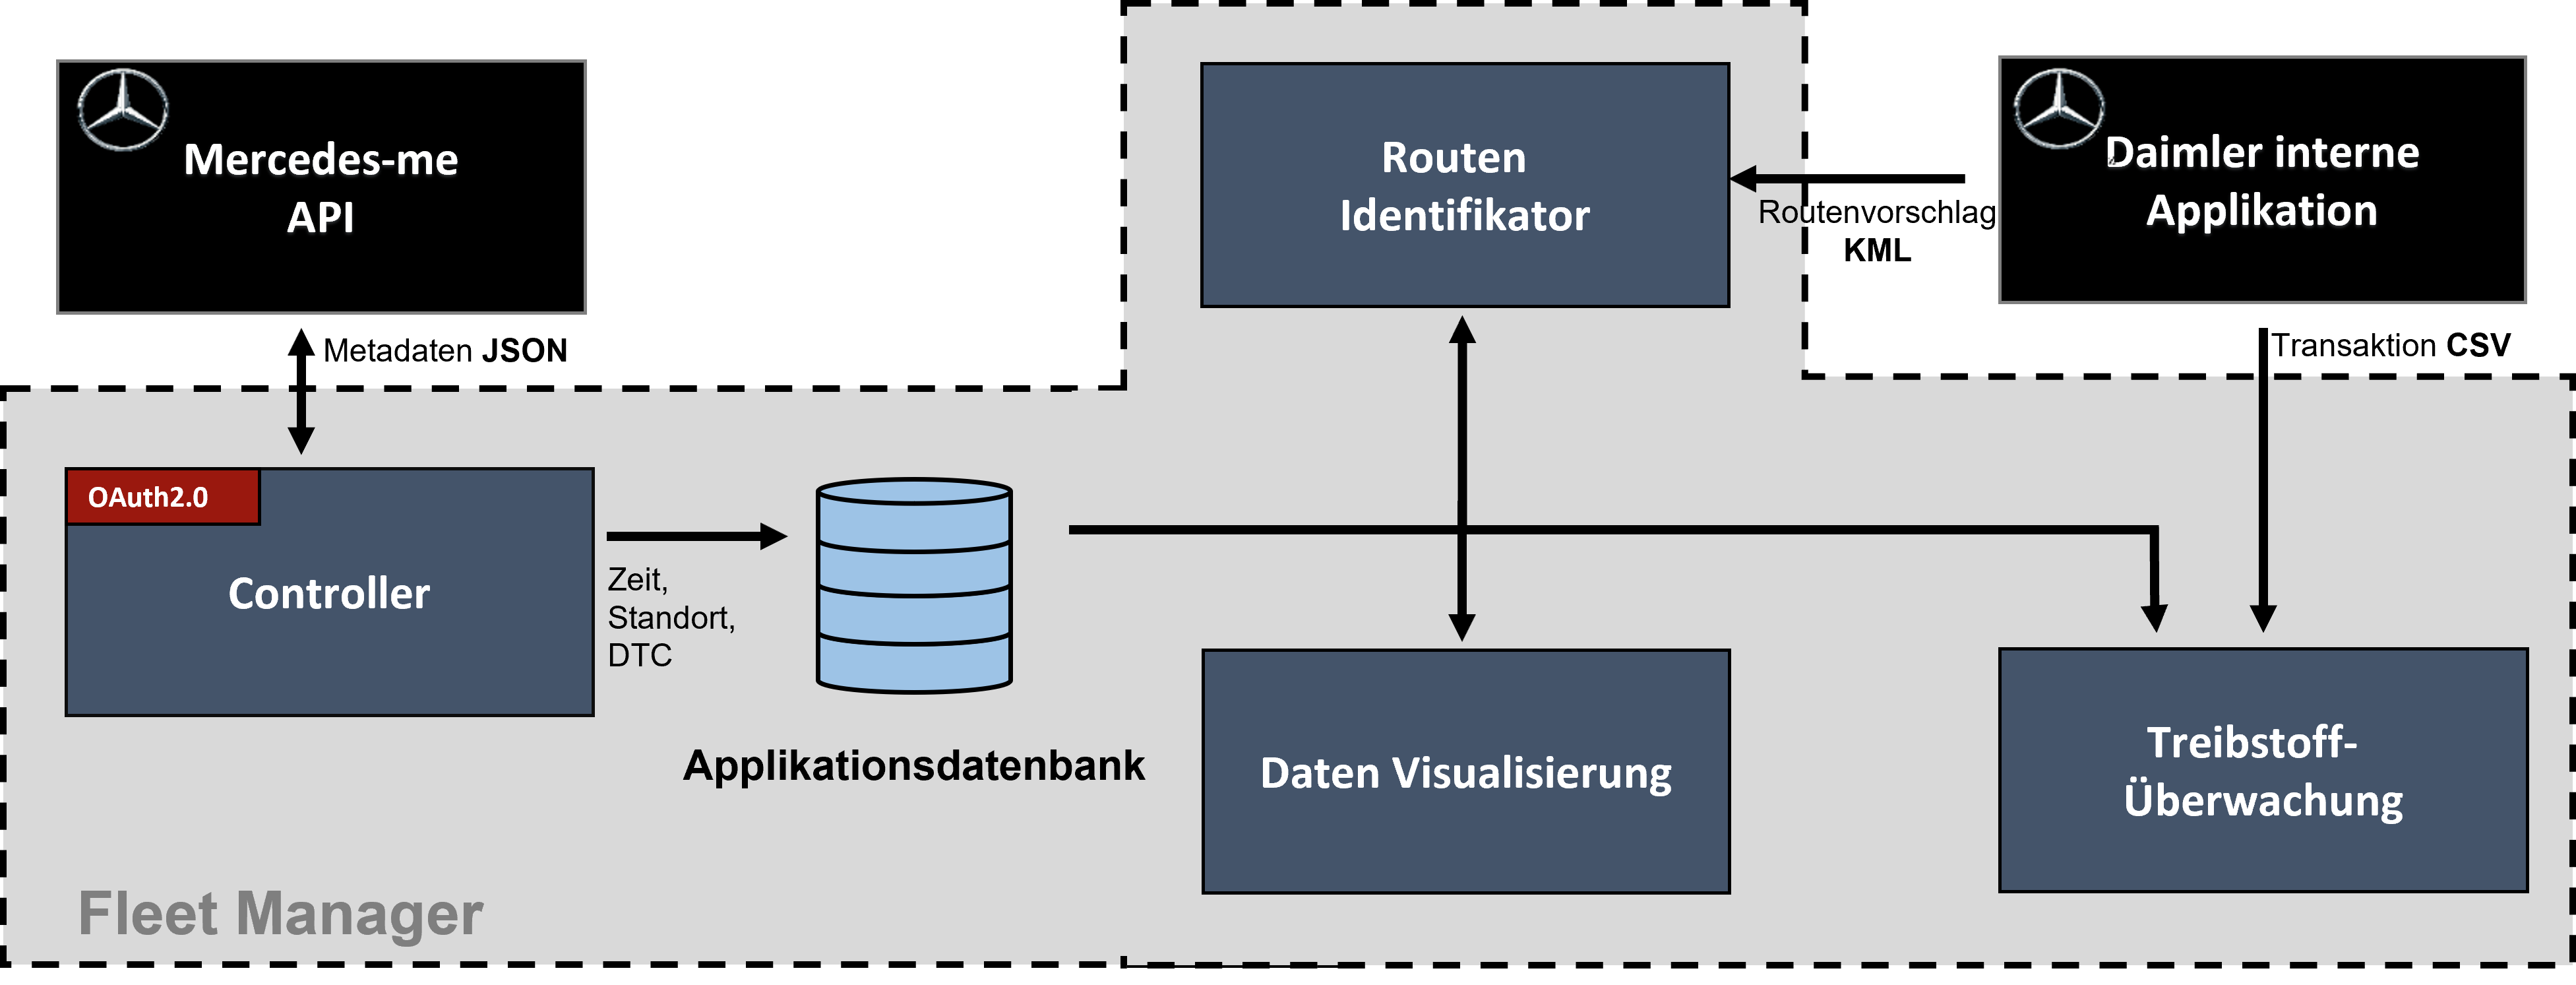 Mercedes-me
API
Routen
Identifikator
Daimler interne
Applikation
Routenvorschlag
KML
Metadaten JSON
Transaktion CSV
OAuth2.0
Controller
Zeit,
Standort,
DTC
Applikationsdatenbank
Daten Visualisierung
Treibstoff-
Überwachung
Fleet Manager